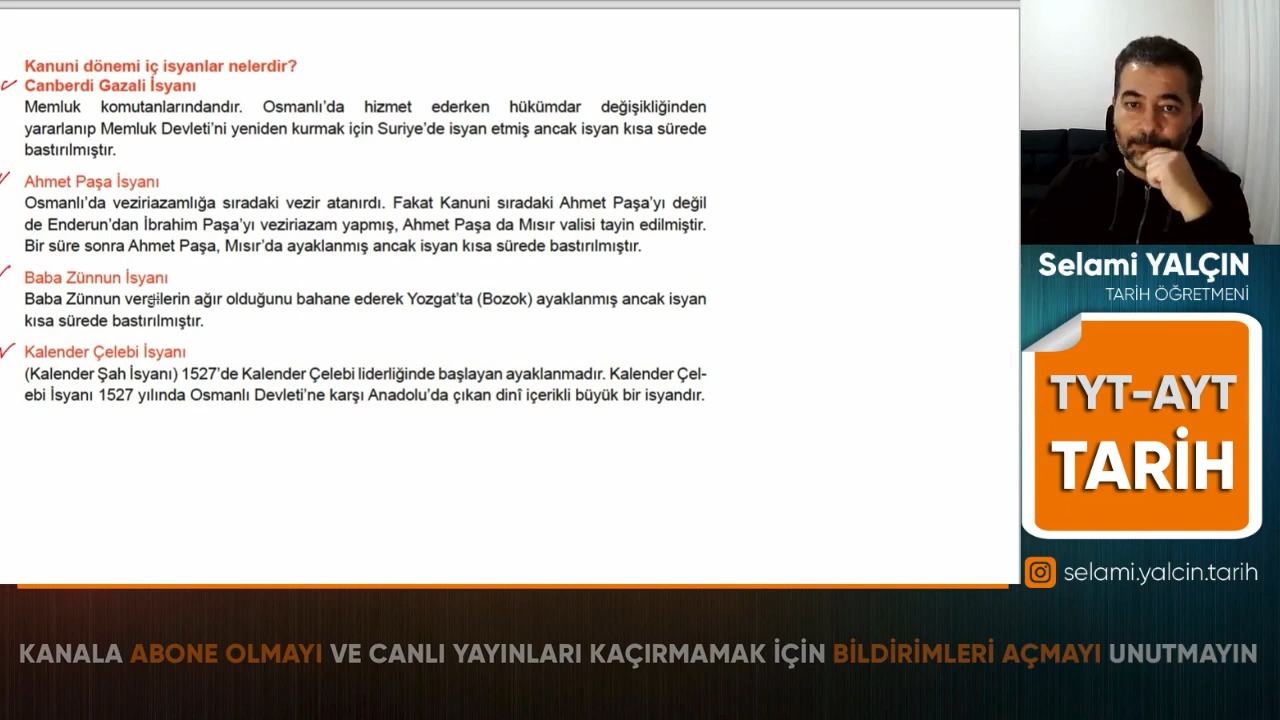 Kanuni dönemi iç isyanlar nelerdir?
Canberdi Gazali İsyanı
Memluk komutanlarındandır. Osmanlı'da hizmet ederken hükümdar değişikliğinden
yararlanıp Memluk Devleti'ni yeniden kurmak için Suriye'de isyan etmiş ancak isyan kısa sürede
bastırılmıştır.
Ahmet Paşa İsyanı
Osmanlı'da veziriazamlığa sıradaki vezir atanırdı. Fakat Kanuni sıradaki Ahmet Paşa'yı değil
de Enderun'dan İbrahim Paşa'yı veziriazam yapmış, Ahmet Paşa da Mısır valisi tayin edilmiştir.
Bir süre sonra Ahmet Paşa, Mısır'da ayaklanmış ancak isyan kısa sürede bastırılmıştır.
Baba Zünnun İsyanı
Baba Zünnun vergilerin ağır olduğunu bahane ederek Yozgat'ta (Bozok) ayaklanmış ancak isyan
kısa sürede bastırılmıştır.
Kalender Çelebi İsyanı
(Kalender Şah İsyanı) 1527'de Kalender Çelebi liderliğinde başlayan ayaklanmadır. Kalender Çel-
ebi İsyanı 1527 yılında Osmanlı Devleti'ne karşı Anadolu'da çıkan dinî içerikli büyük bir isyandır.
Selami YALÇIN
TARİH ÖĞRETMENİ
TYT-AYT
TARİH
selami.yalcin.tarih
KANALA ABONE OLMAYI VE CANLI YAYINLARI KAÇIRMAMAK İÇİN BİLDİRİMLERİ AÇMAYI UNUTMAYIN